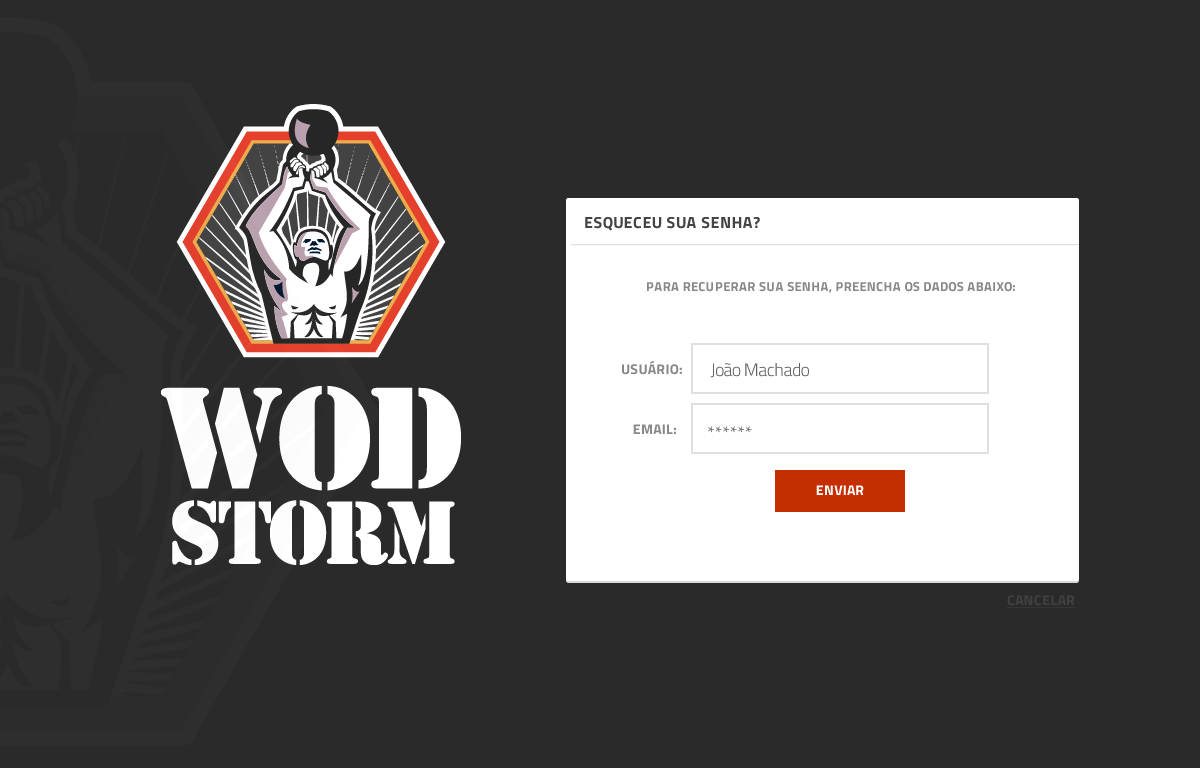 WOD
STORM
ESQUECEU SUA SENHA?
PARA RECUPERAR SUA SENHA, PREENCHA OS DADOS ABAIXO:
USUÁRIO: João Machado
EMAIL: ******
ENVIAR
CANCELAR